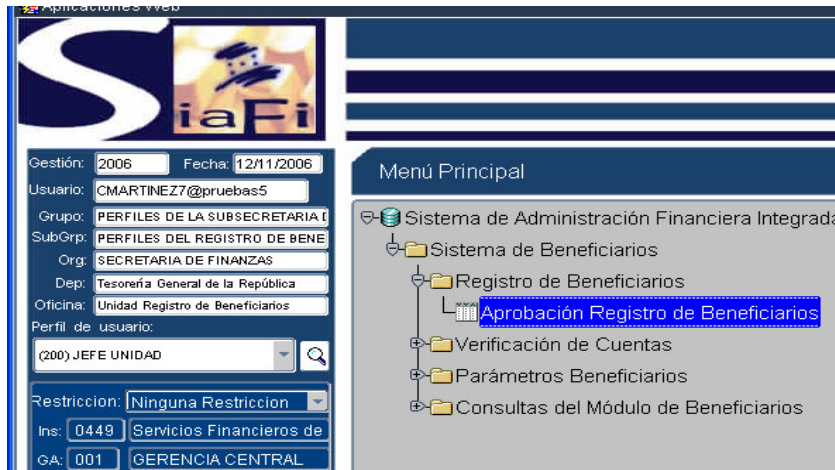 Aplicaciones Web
SiaFi
Gestión: 2006 Fecha: 12/11/2006
Usuario: CMARTINEZ7@pruebas5
Grupo: PERFILES DE LA SUBSECRETARIA
SubGrp: PERFILES DEL REGISTRO DE BENE
Org: SECRETARIA DE FINANZAS
Dep: Tesorería General de la República
Oficina: Unidad Registro de Beneficiarios
Perfil de usuario:
(200) JEFE UNIDAD
Restriccion: Ninguna Restriccion
Ins: 0449 Servicios Financieros de
GA: 001 GERENCIA CENTRAL
Menú Principal
Sistema de Administración Financiera Integrada
Sistema de Beneficiarios
Registro de Beneficiarios
Aprobación Registro de Beneficiarios
Verificación de Cuentas
Parámetros Beneficiarios
Consultas del Módulo de Beneficiarios